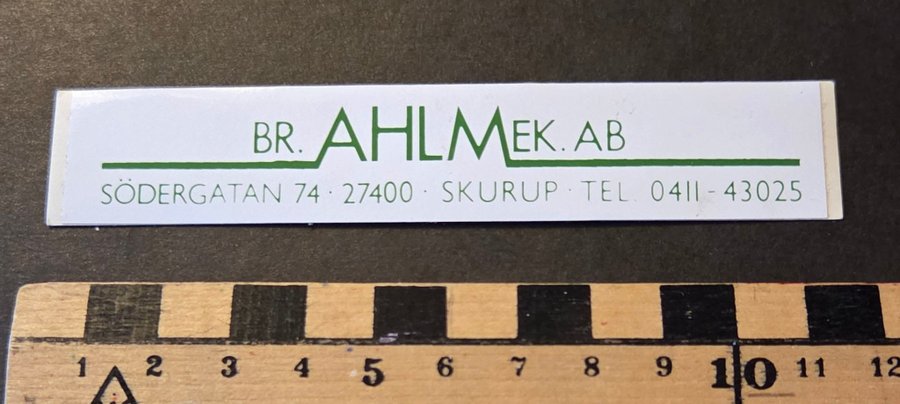 BR. AHLMEK. AB
SÖDERGATAN 74 · 27400 · SKURUP · TEL. 0411-43025
1 2 3 4 5 6 7 8 9 10 11 12